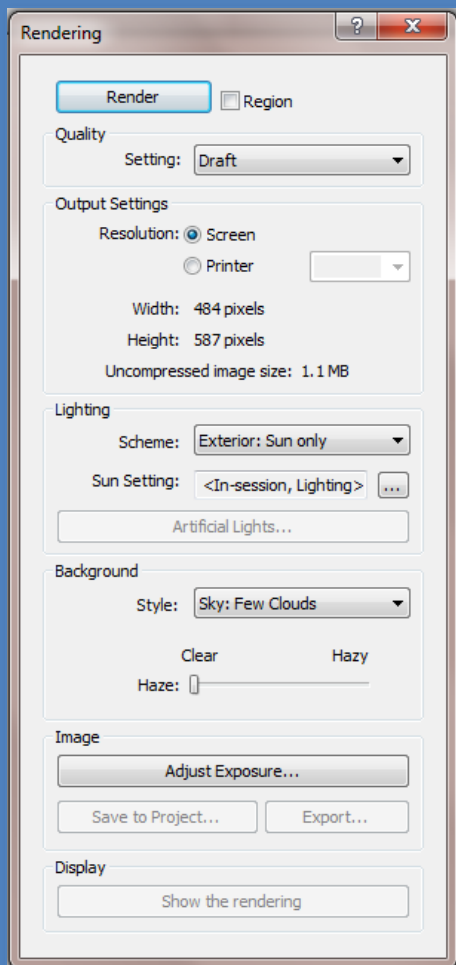 Rendering
Render Region
Quality
Setting: Draft
Output Settings
Resolution: Screen
Printer
Width: 484 pixels
Height: 587 pixels
Uncompressed image size: 1.1 MB
Lighting
Scheme: Exterior: Sun only
Sun Setting: <In-session, Lighting> ...
Artificial Lights...
Background
Style: Sky: Few Clouds
Clear Hazy
Haze:
Image
Adjust Exposure...
Save to Project... Export...
Display
Show the rendering